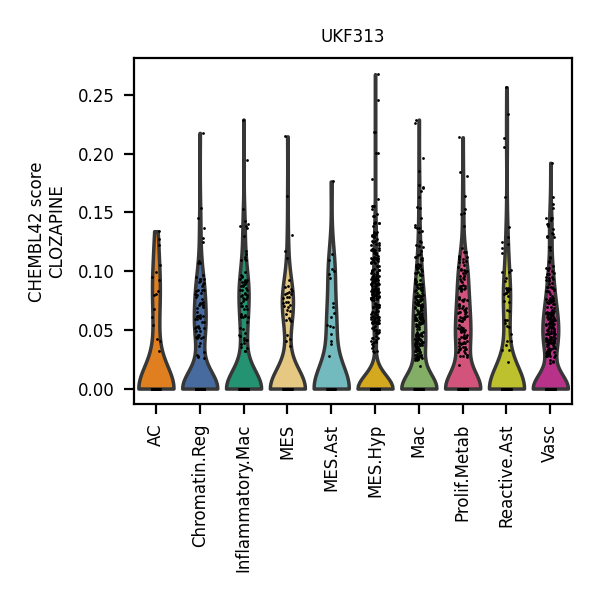 UKF313
CHEMBL42 score
CLOZAPINE
0.25
0.20
0.15
0.10
0.05
0.00
AC
Chromatin.Reg
Inflammatory.Mac
MES
MES.Ast
MES.Hyp
Mac
Prolif.Metab
Reactive.Ast
Vasc